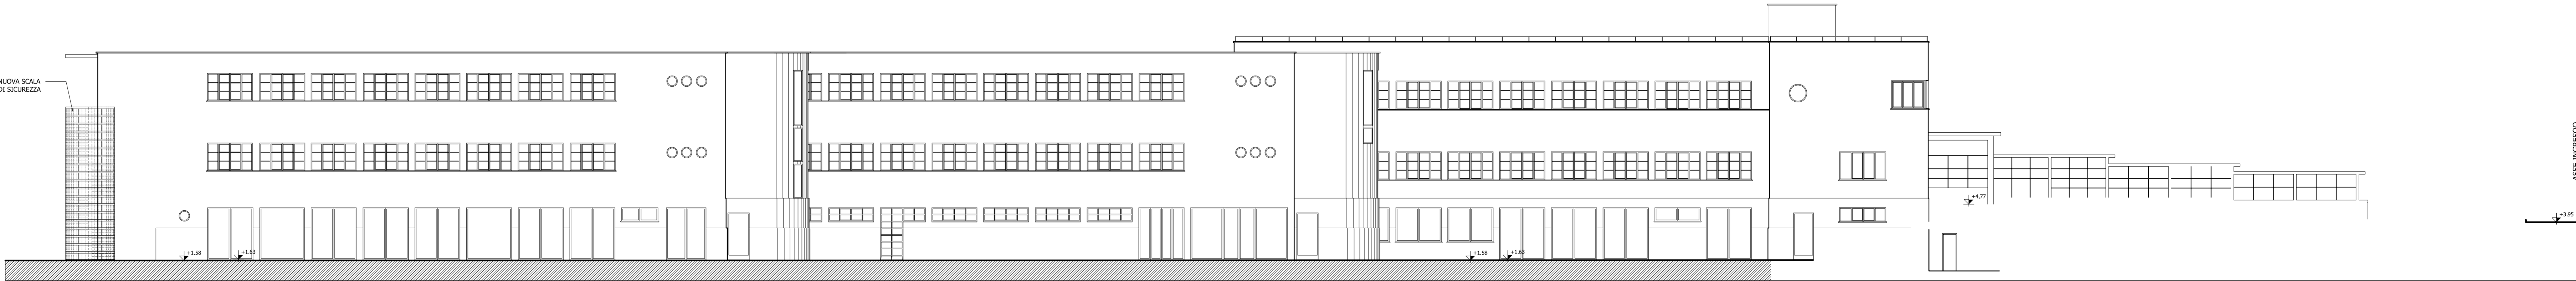 NUOVA SCALA
DI SICUREZZA
+1,58
+1.63
+1,58
+1.63
+4,77
ASSE INGRESSO
+3.95